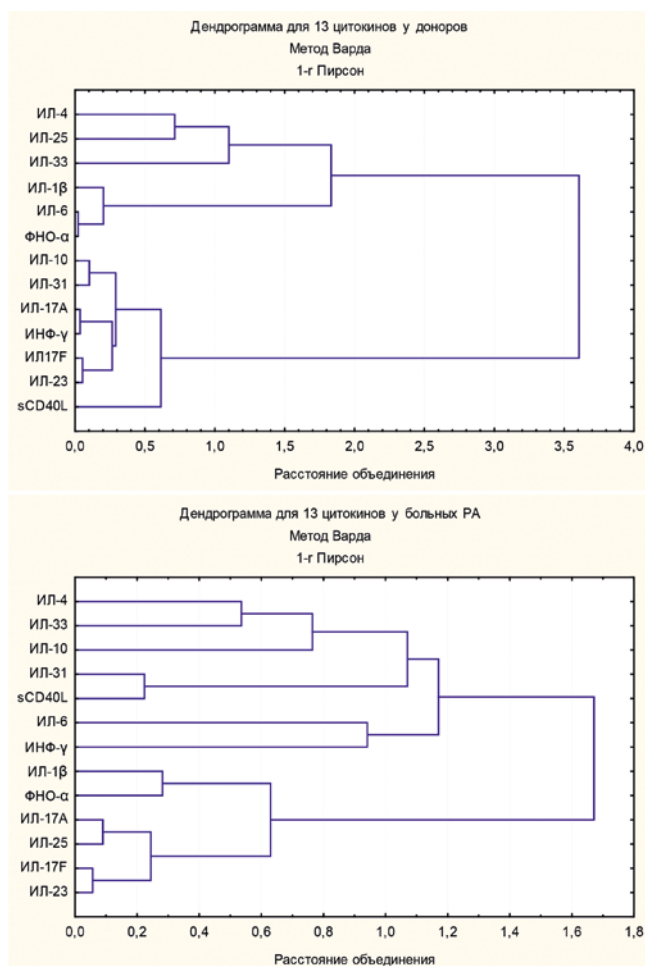 Дендрограмма для 13 цитокинов у доноров
Метод Варда
1-r Пирсон
ИЛ-4
ИЛ-25
ИЛ-33
ИЛ-1β
ИЛ-6
ФНО-α
ИЛ-10
ИЛ-31
ИЛ-17А
ИНФ-γ
ИЛ17F
ИЛ-23
sCD40L
0,0 0,5 1,0 1,5 2,0 2,5 3,0 3,5 4,0
Расстояние объединения
Дендрограмма для 13 цитокинов у больных РА
Метод Варда
1-r Пирсон
ИЛ-4
ИЛ-33
ИЛ-10
ИЛ-31
sCD40L
ИЛ-6
ИНФ-γ
ИЛ-1β
ФНО-α
ИЛ-17А
ИЛ-25
ИЛ-17F
ИЛ-23
0,0 0,2 0,4 0,6 0,8 1,0 1,2 1,4 1,6 1,8
Расстояние объединения